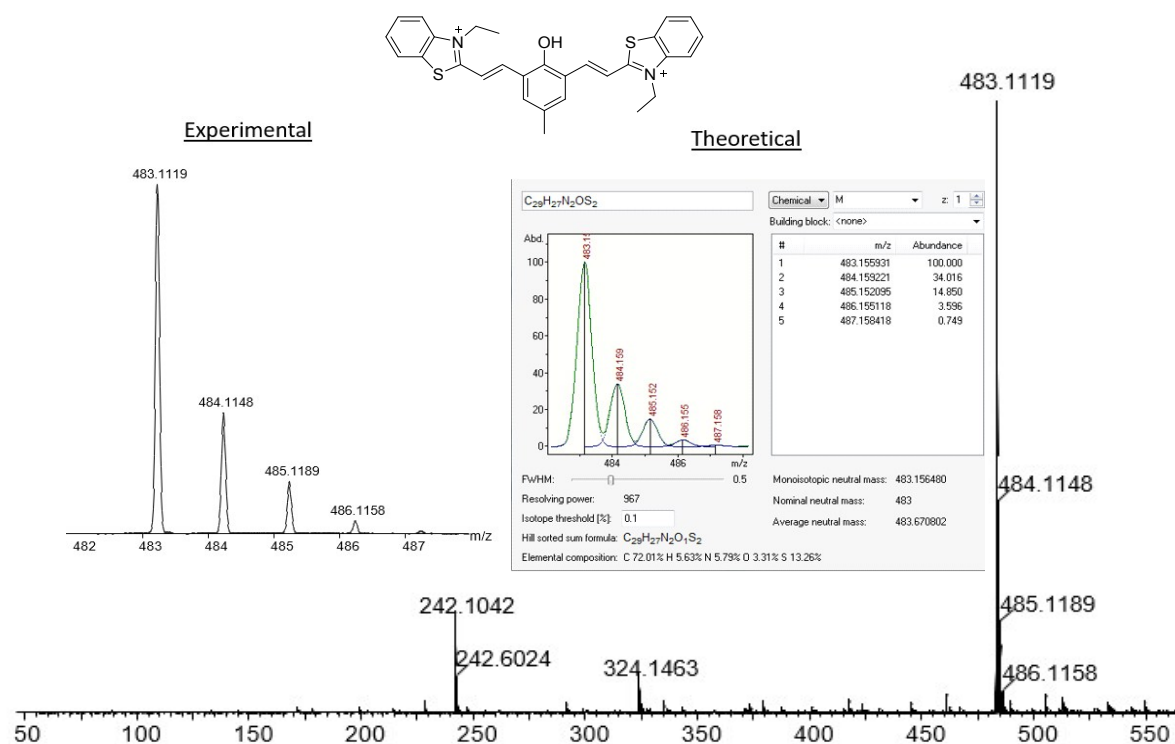 N+
OH
S
S
N+
483.1119
Experimental
Theoretical
483.1119
484.1148
485.1189
486.1158
482 483 484 485 486 487 m/z
C₂₉H₂₇N₂OS₂
Chemical M z: 1
Building block: <none>
Abd.
100
80
60
40
20
0
483.15
484.159
485.152
486.155
487.158
484 486 m/z
# m/z Abundance
1 483.155931 100.000
2 484.159221 34.016
3 485.152095 14.850
4 486.155118 3.596
5 487.158418 0.749
FWHM: 0.5
Resolving power: 967
Isotope threshold [%]: 0.1
Hill sorted sum formula: C₂₉H₂₇N₂O₁S₂
Elemental composition: C 72.01% H 5.63% N 5.79% O 3.31% S 13.26%
Monoisotopic neutral mass: 483.156480
Nominal neutral mass: 483
Average neutral mass: 483.670802
484.1148
485.1189
486.1158
242.1042
242.6024
324.1463
50 100 150 200 250 300 350 400 450 500 550